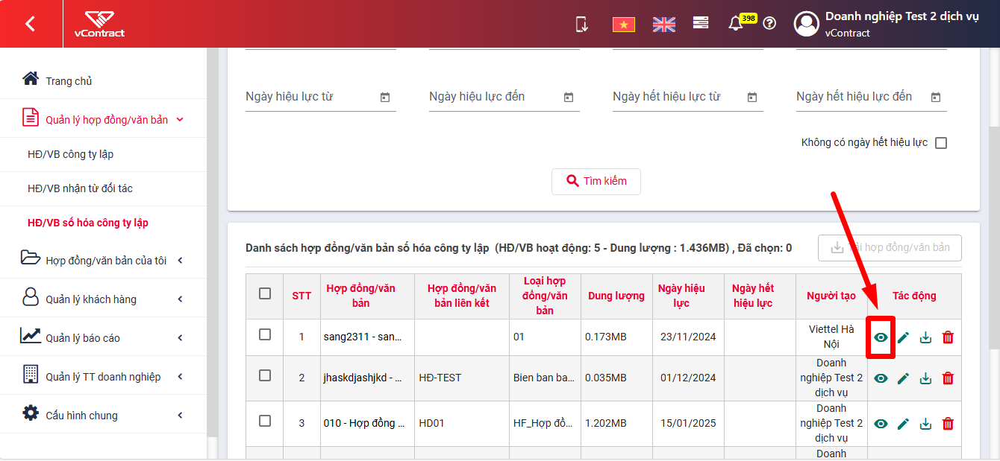 vContract
398
Doanh nghiệp Test 2 dịch vụ
vContract
Trang chủ
Quản lý hợp đồng/văn bản
HĐ/VB công ty lập
HĐ/VB nhận từ đối tác
HĐ/VB số hóa công ty lập
Hợp đồng/văn bản của tôi
Quản lý khách hàng
Quản lý báo cáo
Quản lý TT doanh nghiệp
Cấu hình chung
Ngày hiệu lực từ
Ngày hiệu lực đến
Ngày hết hiệu lực từ
Ngày hết hiệu lực đến
Không có ngày hết hiệu lực
Tìm kiếm
Danh sách hợp đồng/văn bản số hóa công ty lập (HĐ/VB hoạt động: 5 - Dung lượng : 1.436MB) , Đã chọn: 0
hợp đồng/văn bản
STT
Hợp đồng/văn
bản
Hợp đồng/văn
bản liên kết
Loại hợp
đồng/văn
bản
Dung lượng
Ngày hiệu
lực
Ngày hết
hiệu lực
Người tạo
Tác động
1
sang2311 - san...
01
0.173MB
23/11/2024
Viettel Hà
Nội
2
jhaskdjashjkd - ...
HĐ-TEST
Bien ban ba...
0.035MB
01/12/2024
Doanh
nghiệp Test 2
dịch vụ
3
010 - Hợp đồng ...
HD01
HF_Hợp đồ...
1.202MB
15/01/2025
Doanh
nghiệp Test 2
dịch vụ
Doanh